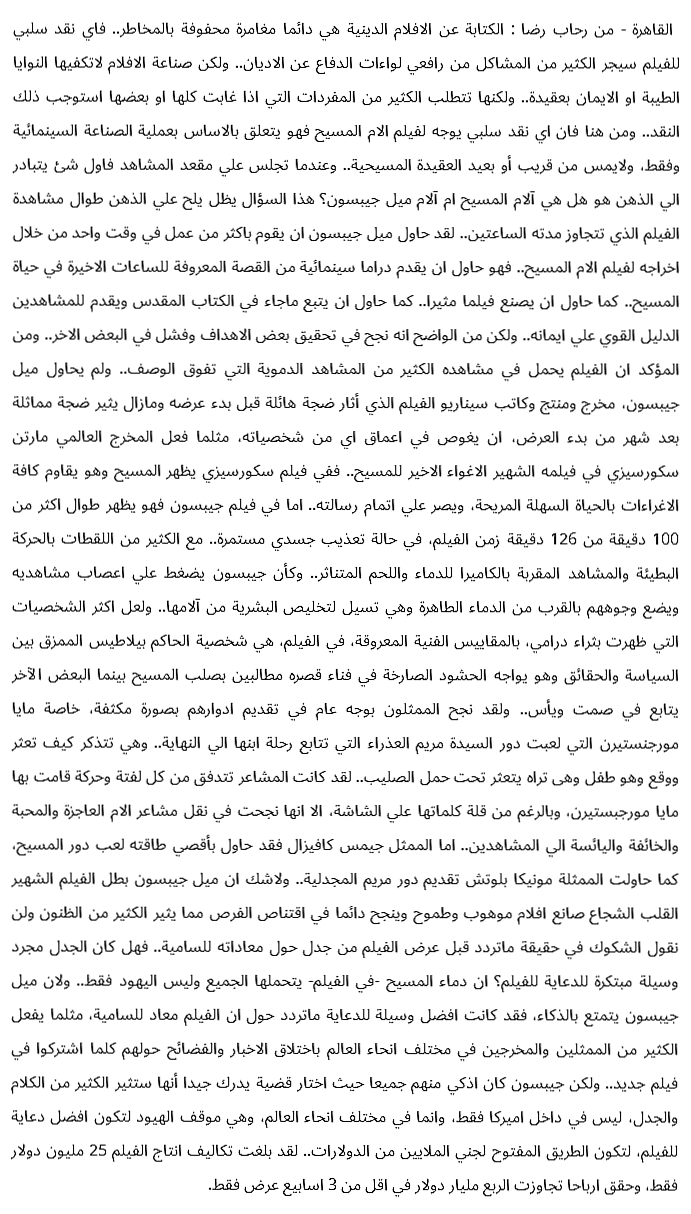 القاهرة - من رحاب رضا : الكتابة عن الافلام الدينية هي دائما مغامرة محفوفة بالمخاطر.. فاي نقد سلبي
للفيلم سيجر الكثير من المشاكل من رافعي لواءات الدفاع عن الاديان.. ولكن صناعة الافلام لاتكفيها النوايا
الطيبة او الايمان بعقيدة.. ولكنها تتطلب الكثير من المفردات التي اذا غابت كلها او بعضها استوجب ذلك
النقد.. ومن هنا فان اي نقد سلبي يوجه لفيلم الام المسيح فهو يتعلق بالاساس بعملية الصناعة السينمائية
وفقط، ولايمس من قريب أو بعيد العقيدة المسيحية.. وعندما تجلس علي مقعد المشاهد فاول شئ يتبادر
الي الذهن هو هل هي آلام المسيح ام آلام ميل جيبسون؟ هذا السؤال يظل يلح علي الذهن طوال مشاهدة
الفيلم الذي تتجاوز مدته الساعتين.. لقد حاول ميل جيبسون ان يقوم باكثر من عمل في وقت واحد من خلال
اخراجه لفيلم الام المسيح.. فهو حاول ان يقدم دراما سينمائية من القصة المعروفة للساعات الاخيرة في حياة
المسيح.. كما حاول ان يصنع فيلما مثيرا.. كما حاول ان يتبع ماجاء في الكتاب المقدس ويقدم للمشاهدين
الدليل القوي علي ايمانه.. ولكن من الواضح انه نجح في تحقيق بعض الاهداف وفشل في البعض الاخر.. ومن
المؤكد ان الفيلم يحمل في مشاهده الكثير من المشاهد الدموية التي تفوق الوصف.. ولم يحاول ميل
جيبسون، مخرج ومنتج وكاتب سيناريو الفيلم الذي أثار ضجة هائلة قبل بدء عرضه ومازال يثير ضجة مماثلة
بعد شهر من بدء العرض، ان يغوص في اعماق اي من شخصياته، مثلما فعل المخرج العالمي مارتن
سكورسيزي في فيلمه الشهير الاغواء الاخير للمسيح.. ففي فيلم سكورسيزي يظهر المسيح وهو يقاوم كافة
الاغراءات بالحياة السهلة المريحة، ويصر علي اتمام رسالته.. اما في فيلم جيبسون فهو يظهر طوال اكثر من
100 دقيقة من 126 دقيقة زمن الفيلم، في حالة تعذيب جسدي مستمرة.. مع الكثير من اللقطات بالحركة
البطيئة والمشاهد المقربة بالكاميرا للدماء واللحم المتناثر.. وكأن جيبسون يضغط علي اعصاب مشاهديه
ويضع وجوههم بالقرب من الدماء الطاهرة وهي تسيل لتخليص البشرية من آلامها.. ولعل اكثر الشخصيات
التي ظهرت بثراء درامي، بالمقاييس الفنية المعروقة، في الفيلم، هي شخصية الحاكم بيلاطيس الممزق بين
السياسة والحقائق وهو يواجه الحشود الصارخة في فناء قصره مطالبين بصلب المسيح بينما البعض الآخر
يتابع في صمت ويأس.. ولقد نجح الممثلون بوجه عام في تقديم ادوارهم بصورة مكثفة، خاصة مايا
مورجنستيرن التي لعبت دور السيدة مريم العذراء التي تتابع رحلة ابنها الي النهاية.. وهي تتذكر كيف تعثر
ووقع وهو طفل وهى تراه يتعثر تحت حمل الصليب.. لقد كانت المشاعر تتدفق من كل لفتة وحركة قامت بها
مايا مورجبستيرن، وبالرغم من قلة كلماتها علي الشاشة، الا انها نجحت في نقل مشاعر الام العاجزة والمحبة
والخائفة واليائسة الي المشاهدين.. اما الممثل جيمس كافيزال فقد حاول بأقصي طاقته لعب دور المسيح،
كما حاولت الممثلة مونيكا بلوتش تقديم دور مريم المجدلية.. ولاشك ان ميل جيبسون بطل الفيلم الشهير
القلب الشجاع صانع افلام موهوب وطموح وينجح دائما في اقتناص الفرص مما يثير الكثير من الظنون ولن
نقول الشكوك في حقيقة ماتردد قبل عرض الفيلم من جدل حول معاداته للسامية.. فهل كان الجدل مجرد
وسيلة مبتكرة للدعاية للفيلم؟ ان دماء المسيح -في الفيلم- يتحملها الجميع وليس اليهود فقط.. ولان ميل
جيبسون يتمتع بالذكاء، فقد كانت افضل وسيلة للدعاية ماتردد حول ان الفيلم معاد للسامية، مثلما يفعل
الكثير من الممثلين والمخرجين في مختلف انحاء العالم باختلاق الاخبار والفضائح حولهم كلما اشتركوا في
فيلم جديد.. ولكن جيبسون كان اذكي منهم جميعا حيث اختار قضية يدرك جيدا أنها ستثير الكثير من الكلام
والجدل، ليس في داخل اميركا فقط، وانما في مختلف انحاء العالم، وهي موقف الهيود لتكون افضل دعاية
للفيلم، لتكون الطريق المفتوح لجني الملايين من الدولارات.. لقد بلغت تكاليف انتاج الفيلم 25 مليون دولار
فقط، وحقق ارباحا تجاوزت الربع مليار دولار في اقل من 3 اسابيع عرض فقط.